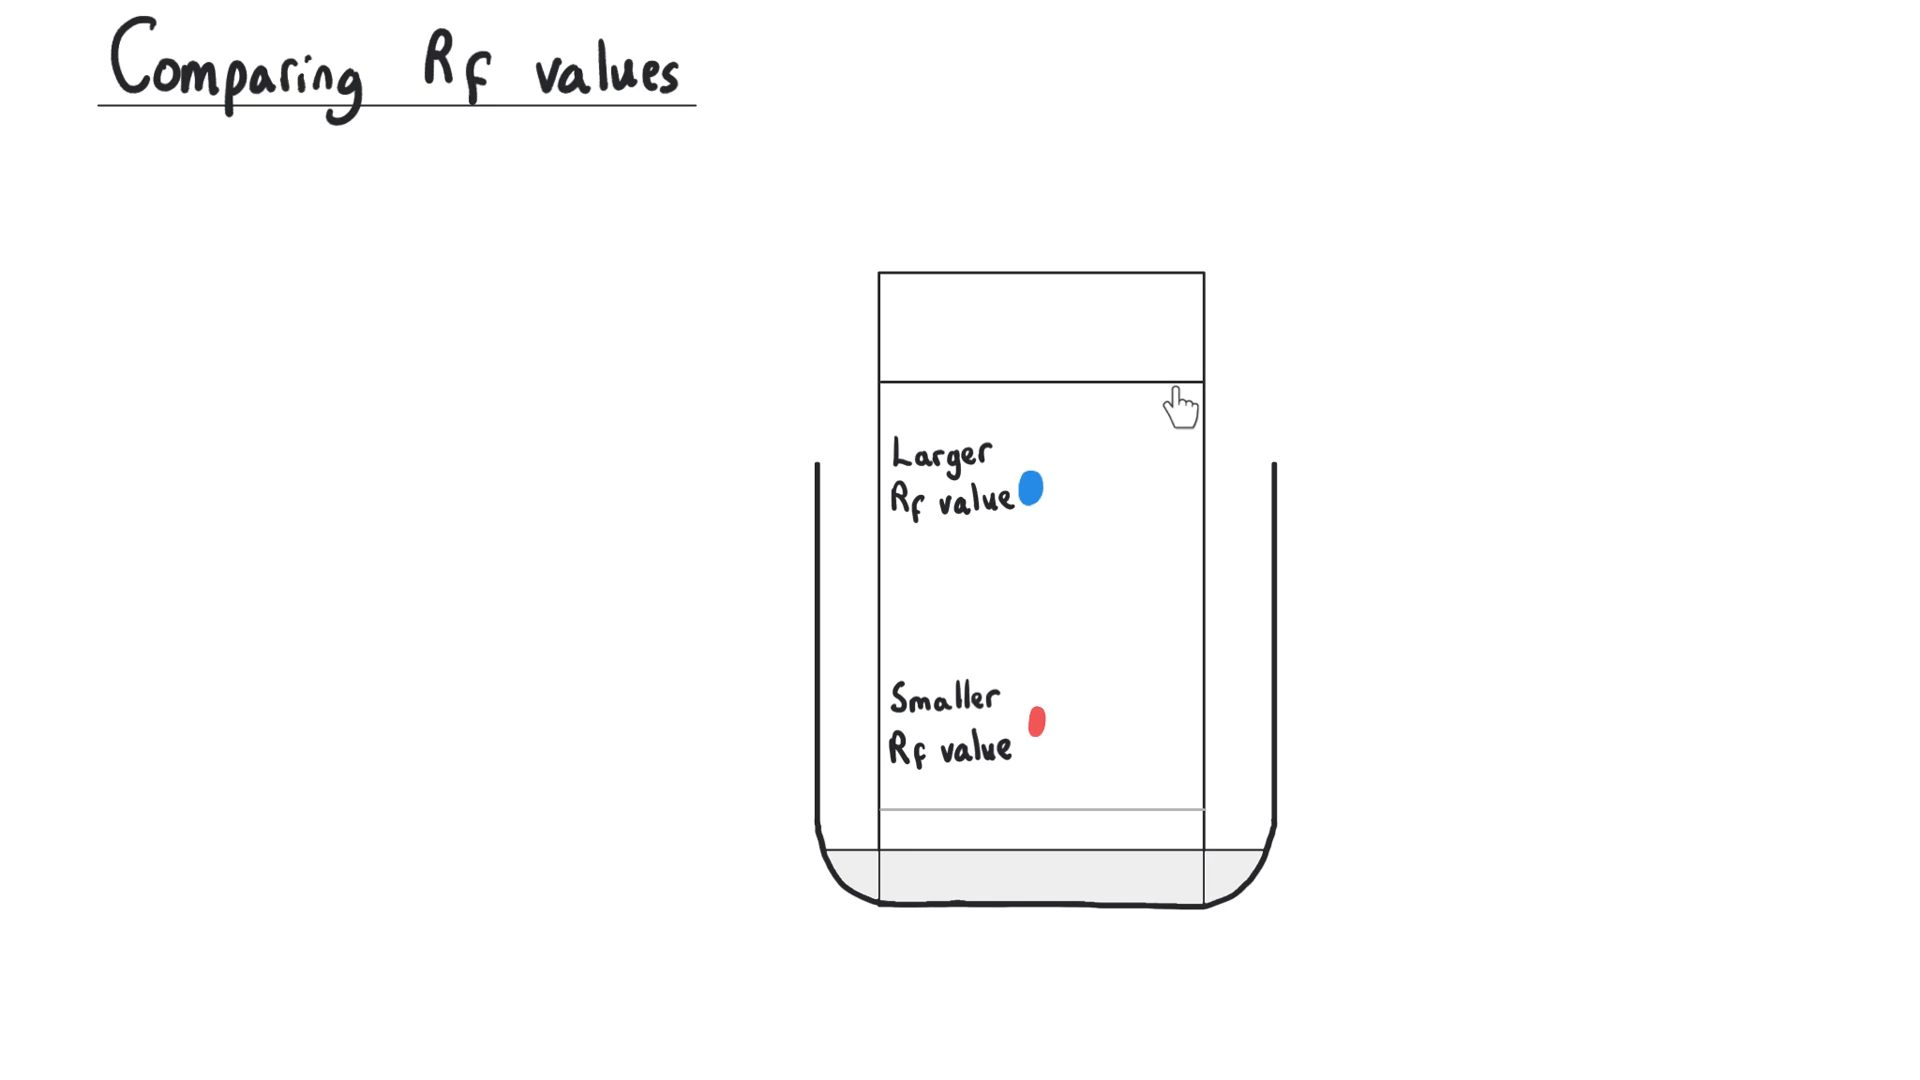 Comparing Rf values
Larger
Rf value
Smaller
Rf value